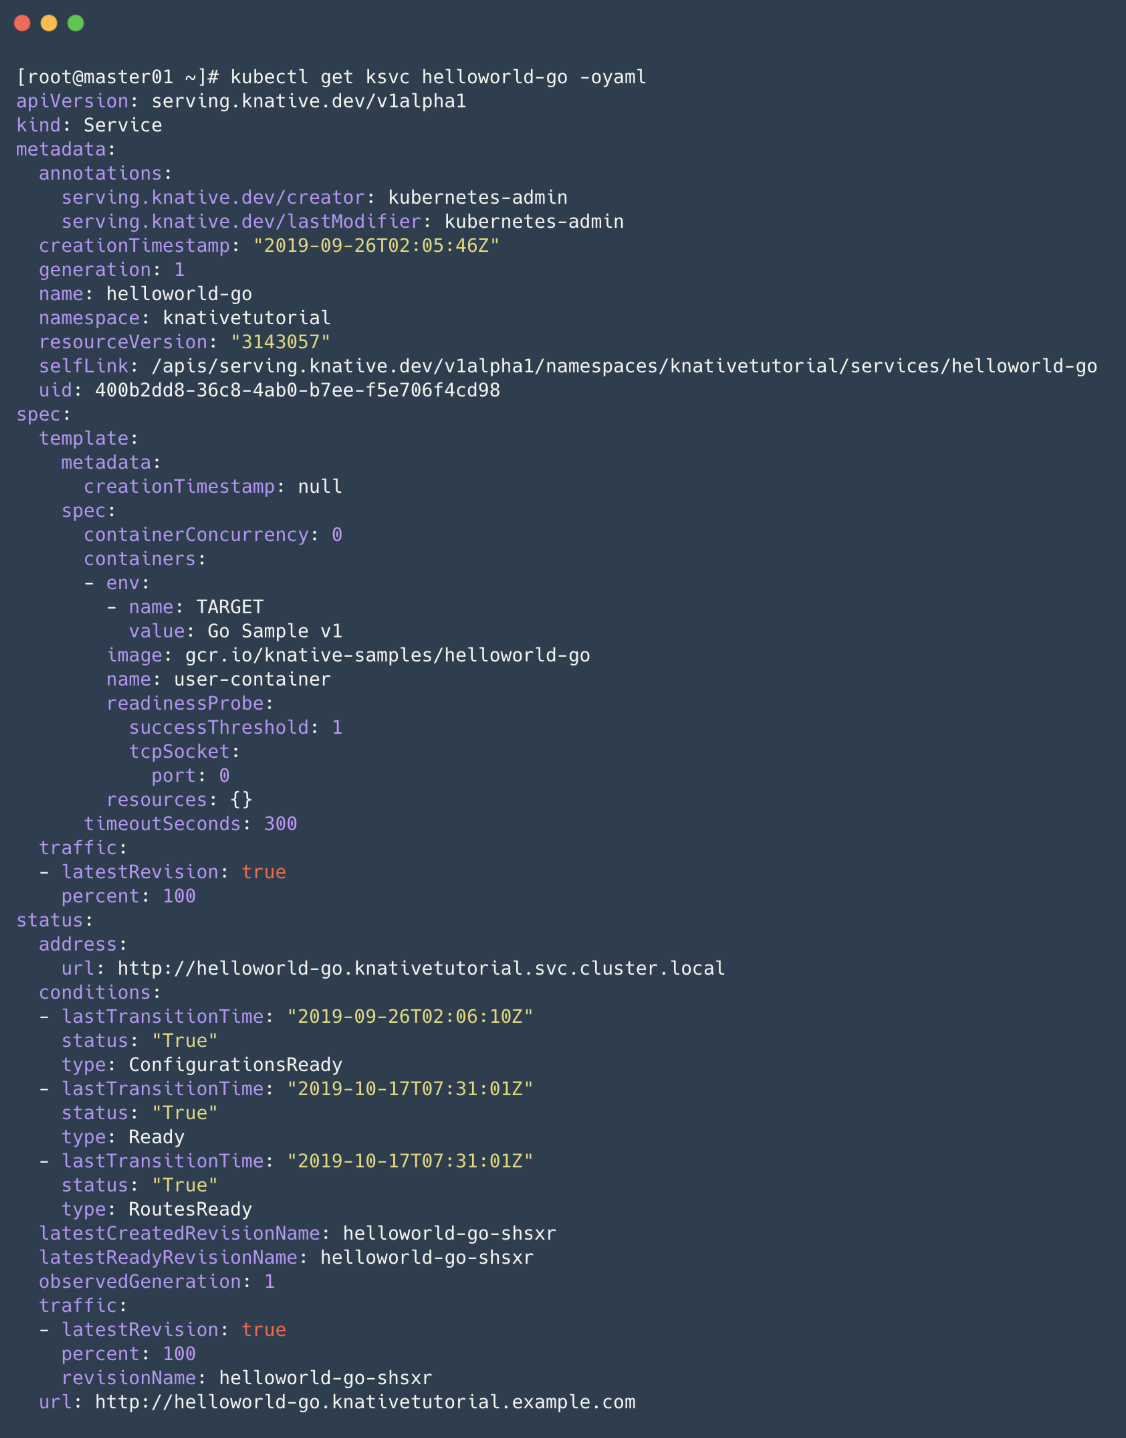 [root@master01 ~]# kubectl get ksvc helloworld-go -oyaml
apiVersion: serving.knative.dev/v1alpha1
kind: Service
metadata:
  annotations:
    serving.knative.dev/creator: kubernetes-admin
    serving.knative.dev/lastModifier: kubernetes-admin
  creationTimestamp: "2019-09-26T02:05:46Z"
  generation: 1
  name: helloworld-go
  namespace: knativetutorial
  resourceVersion: "3143057"
  selfLink: /apis/serving.knative.dev/v1alpha1/namespaces/knativetutorial/services/helloworld-go
  uid: 400b2dd8-36c8-4ab0-b7ee-f5e706f4cd98
spec:
  template:
    metadata:
      creationTimestamp: null
    spec:
      containerConcurrency: 0
      containers:
      - env:
        - name: TARGET
          value: Go Sample v1
        image: gcr.io/knative-samples/helloworld-go
        name: user-container
        readinessProbe:
          successThreshold: 1
          tcpSocket:
            port: 0
        resources: {}
      timeoutSeconds: 300
  traffic:
  - latestRevision: true
    percent: 100
status:
  address:
    url: http://helloworld-go.knativetutorial.svc.cluster.local
  conditions:
  - lastTransitionTime: "2019-09-26T02:06:10Z"
    status: "True"
    type: ConfigurationsReady
  - lastTransitionTime: "2019-10-17T07:31:01Z"
    status: "True"
    type: Ready
  - lastTransitionTime: "2019-10-17T07:31:01Z"
    status: "True"
    type: RoutesReady
  latestCreatedRevisionName: helloworld-go-shsxr
  latestReadyRevisionName: helloworld-go-shsxr
  observedGeneration: 1
  traffic:
  - latestRevision: true
    percent: 100
    revisionName: helloworld-go-shsxr
  url: http://helloworld-go.knativetutorial.example.com